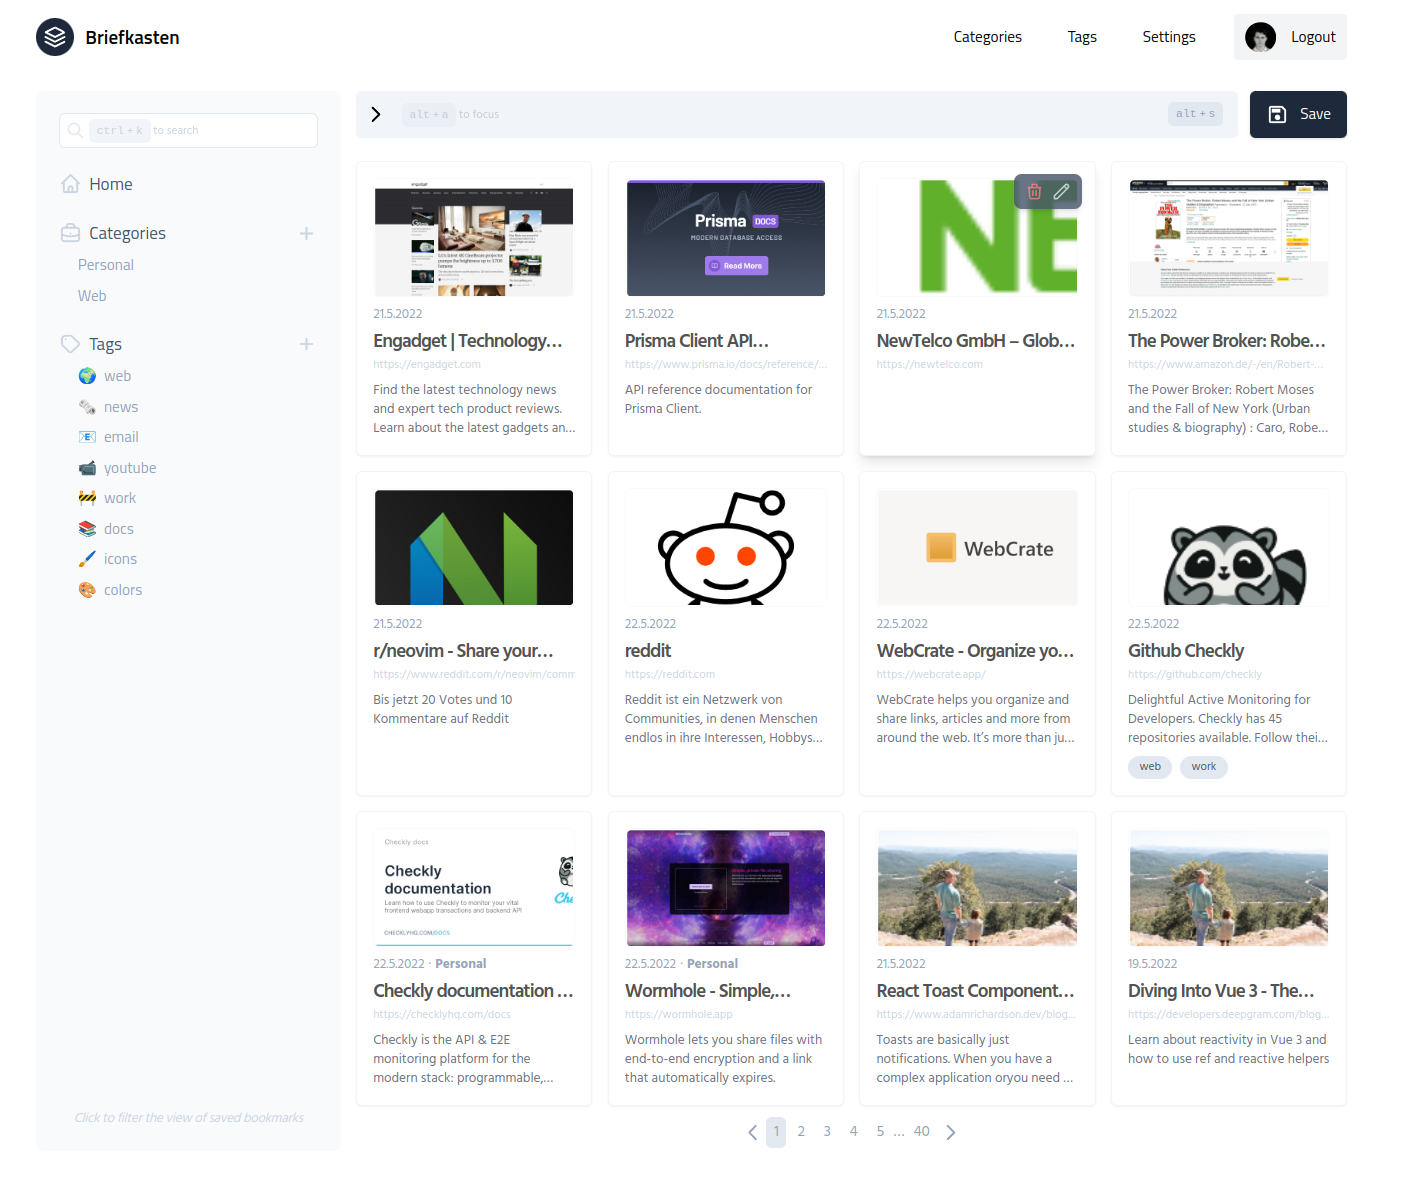 Briefkasten
Categories Tags Settings Logout
ctrl + k to search
alt + a to focus alt + s
Save
Home
Categories +
Personal
Web
Tags +
web
news
email
youtube
work
docs
icons
colors
Click to filter the view of saved bookmarks
engadget
21.5.2022
Engadget | Technology…
https://engadget.com
Find the latest technology news
and expert tech product reviews.
Learn about the latest gadgets an…
Prisma DOCS
MODERN DATABASE ACCESS
Read More
21.5.2022
Prisma Client API…
https://www.prisma.io/docs/reference/…
API reference documentation for
Prisma Client.
NE
21.5.2022
NewTelco GmbH – Glob…
https://newtelco.com
21.5.2022
The Power Broker: Robe…
https://www.amazon.de/-/en/Robert-…
The Power Broker: Robert Moses
and the Fall of New York (Urban
studies & biography) : Caro, Robe…
21.5.2022
r/neovim - Share your…
https://www.reddit.com/r/neovim/comm
Bis jetzt 20 Votes und 10
Kommentare auf Reddit
22.5.2022
reddit
https://reddit.com
Reddit ist ein Netzwerk von
Communities, in denen Menschen
endlos in ihre Interessen, Hobbys…
WebCrate
22.5.2022
WebCrate - Organize yo…
https://webcrate.app/
WebCrate helps you organize and
share links, articles and more from
around the web. It's more than ju…
22.5.2022
Github Checkly
https://github.com/checkly
Delightful Active Monitoring for
Developers. Checkly has 45
repositories available. Follow thei…
web work
Checkly docs
Checkly
documentation
Learn how to use Checkly to monitor your vital
frontend webapp transactions and backend API
CHECKLYHQ.COM/DOCS
22.5.2022 · Personal
Checkly documentation …
https://checklyhq.com/docs
Checkly is the API & E2E
monitoring platform for the
modern stack: programmable,…
22.5.2022 · Personal
Wormhole - Simple,…
https://wormhole.app
Wormhole lets you share files with
end-to-end encryption and a link
that automatically expires.
21.5.2022
React Toast Component…
https://www.adamrichardson.dev/blog…
Toasts are basically just
notifications. When you have a
complex application oryou need …
19.5.2022
Diving Into Vue 3 - The…
https://developers.deepgram.com/blog…
Learn about reactivity in Vue 3 and
how to use ref and reactive helpers
1 2 3 4 5 … 40